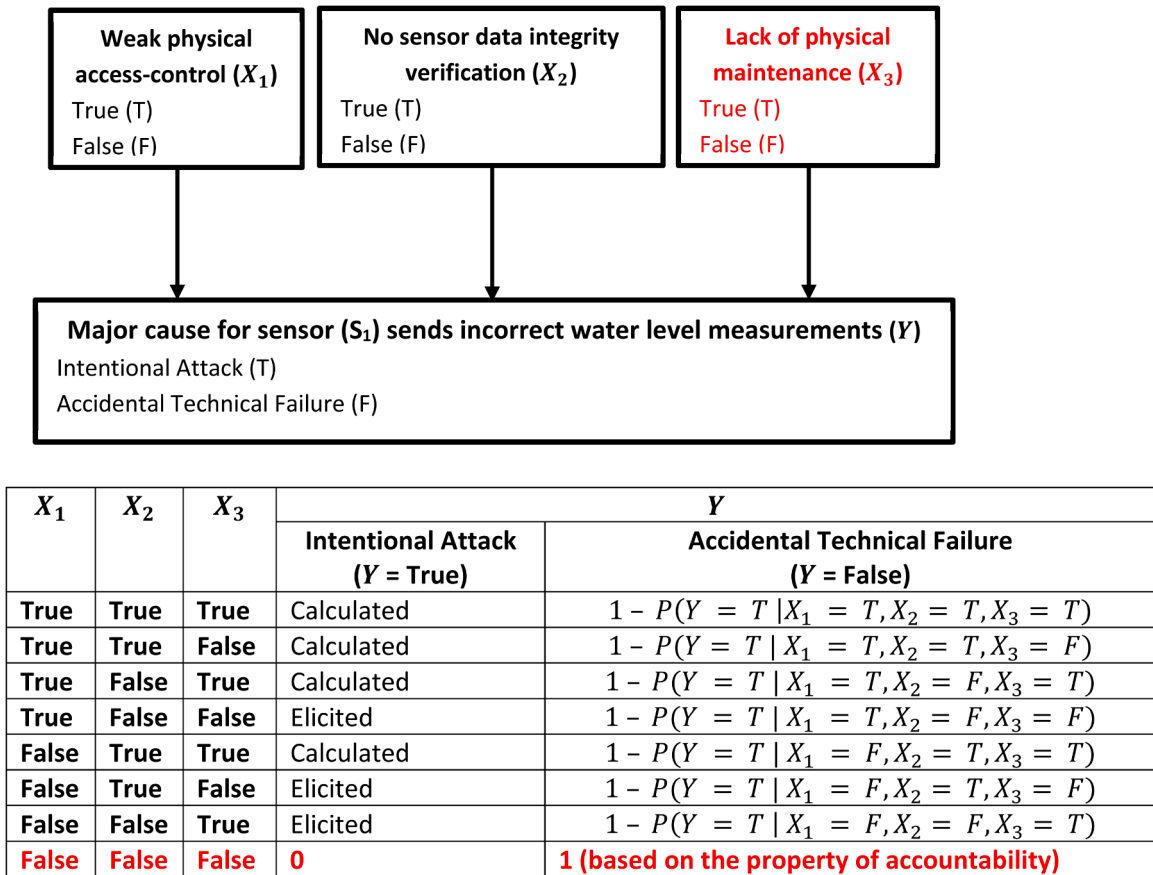 Weak physical
access-control (X₁)
True (T)
False (F)
No sensor data integrity
verification (X₂)
True (T)
False (F)
Lack of physical
maintenance (X₃)
True (T)
False (F)
Major cause for sensor (S₁) sends incorrect water level measurements (Y)
Intentional Attack (T)
Accidental Technical Failure (F)
X₁ X₂ X₃ Y
Intentional Attack Accidental Technical Failure
(Y = True) (Y = False)
True True True Calculated 1 – P(Y = T | X₁ = T, X₂ = T, X₃ = T)
True True False Calculated 1 – P(Y = T | X₁ = T, X₂ = T, X₃ = F)
True False True Calculated 1 – P(Y = T | X₁ = T, X₂ = F, X₃ = T)
True False False Elicited 1 – P(Y = T | X₁ = T, X₂ = F, X₃ = F)
False True True Calculated 1 – P(Y = T | X₁ = F, X₂ = T, X₃ = T)
False True False Elicited 1 – P(Y = T | X₁ = F, X₂ = T, X₃ = F)
False False True Elicited 1 – P(Y = T | X₁ = F, X₂ = F, X₃ = T)
False False False 0 1 (based on the property of accountability)